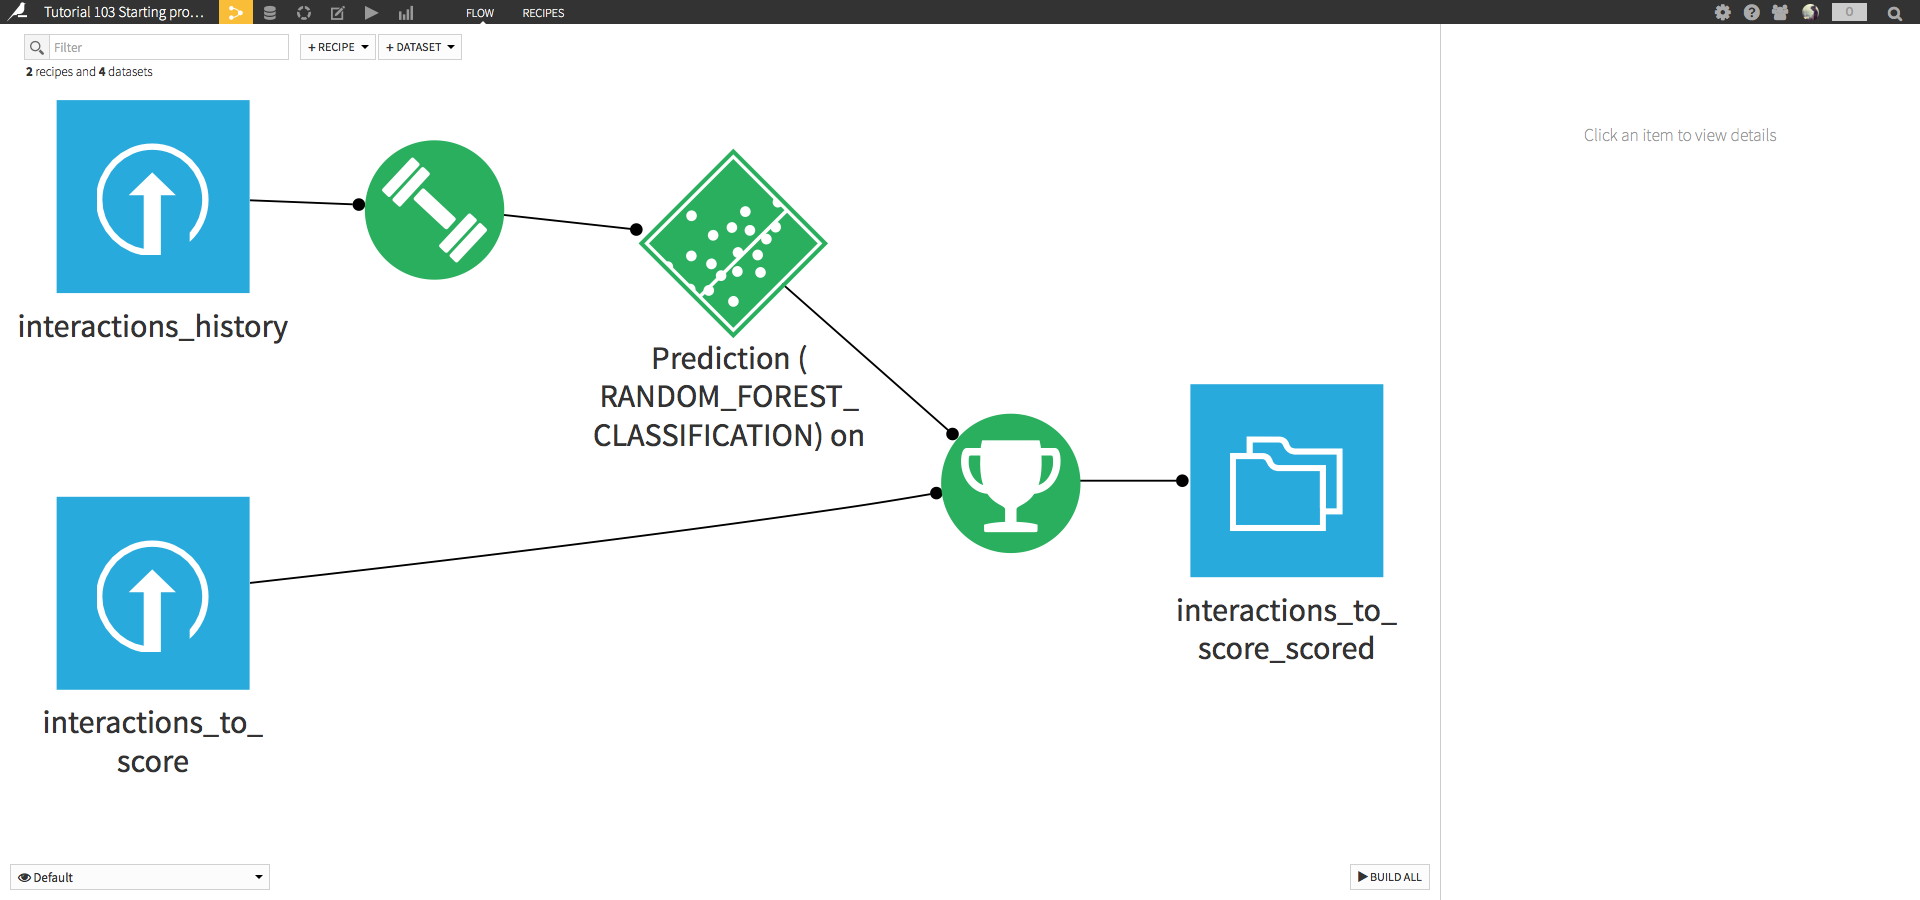 Tutorial 103 Starting pro...
FLOW
RECIPES
0
Filter
+ RECIPE
+ DATASET
2 recipes and 4 datasets
Click an item to view details
interactions_history
Prediction (
RANDOM_FOREST_
CLASSIFICATION) on
interactions_to_
score_scored
interactions_to_
score
Default
BUILD ALL